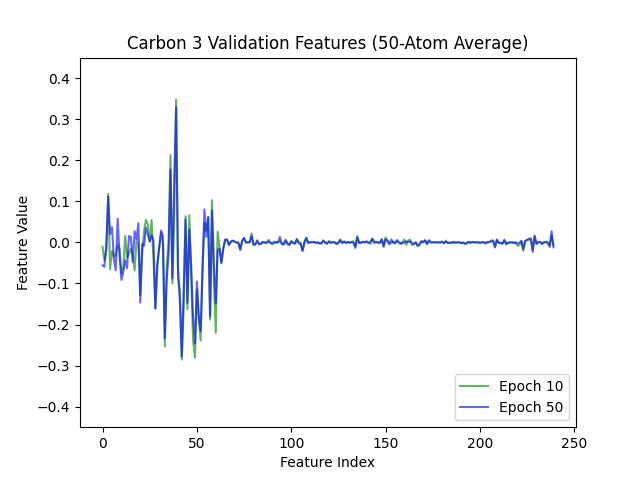 Carbon 3 Validation Features (50-Atom Average)
0.4
0.3
0.2
0.1
0.0
−0.1
−0.2
−0.3
−0.4
Feature Value
0 50 100 150 200 250
Feature Index
Epoch 10
Epoch 50